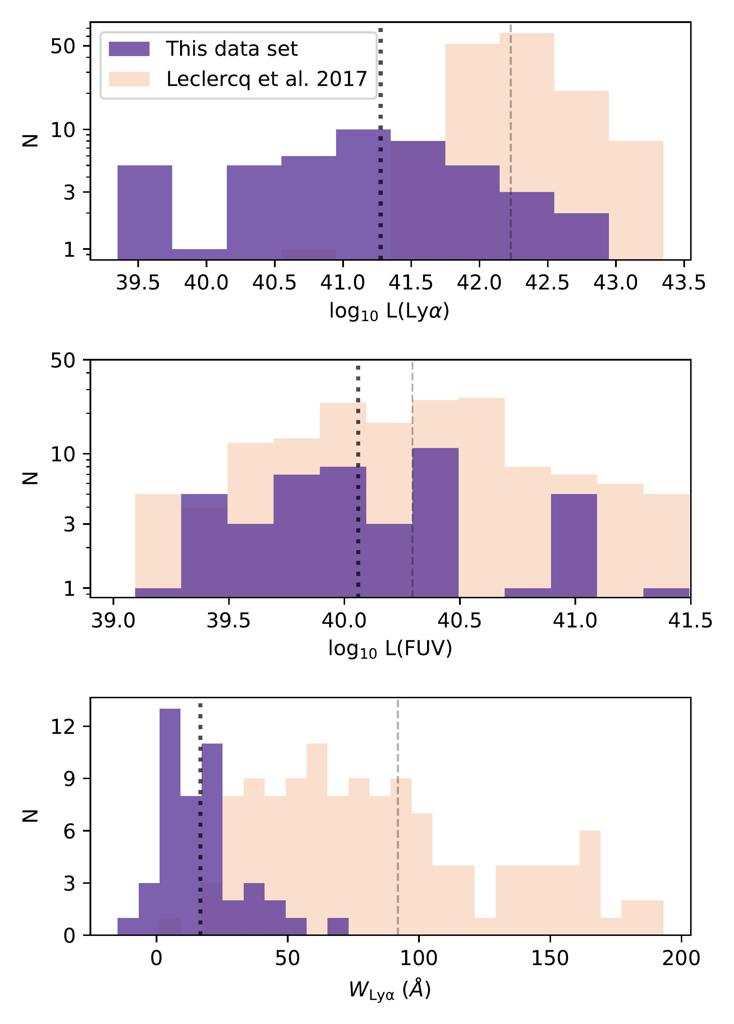 50
10
3
1
N
This data set
Leclercq et al. 2017
39.5 40.0 40.5 41.0 41.5 42.0 42.5 43.0 43.5
log₁₀ L(Lyα)
50
10
3
1
N
39.0 39.5 40.0 40.5 41.0 41.5
log₁₀ L(FUV)
12
9
6
3
0
N
0 50 100 150 200
W_Lyα (Å)